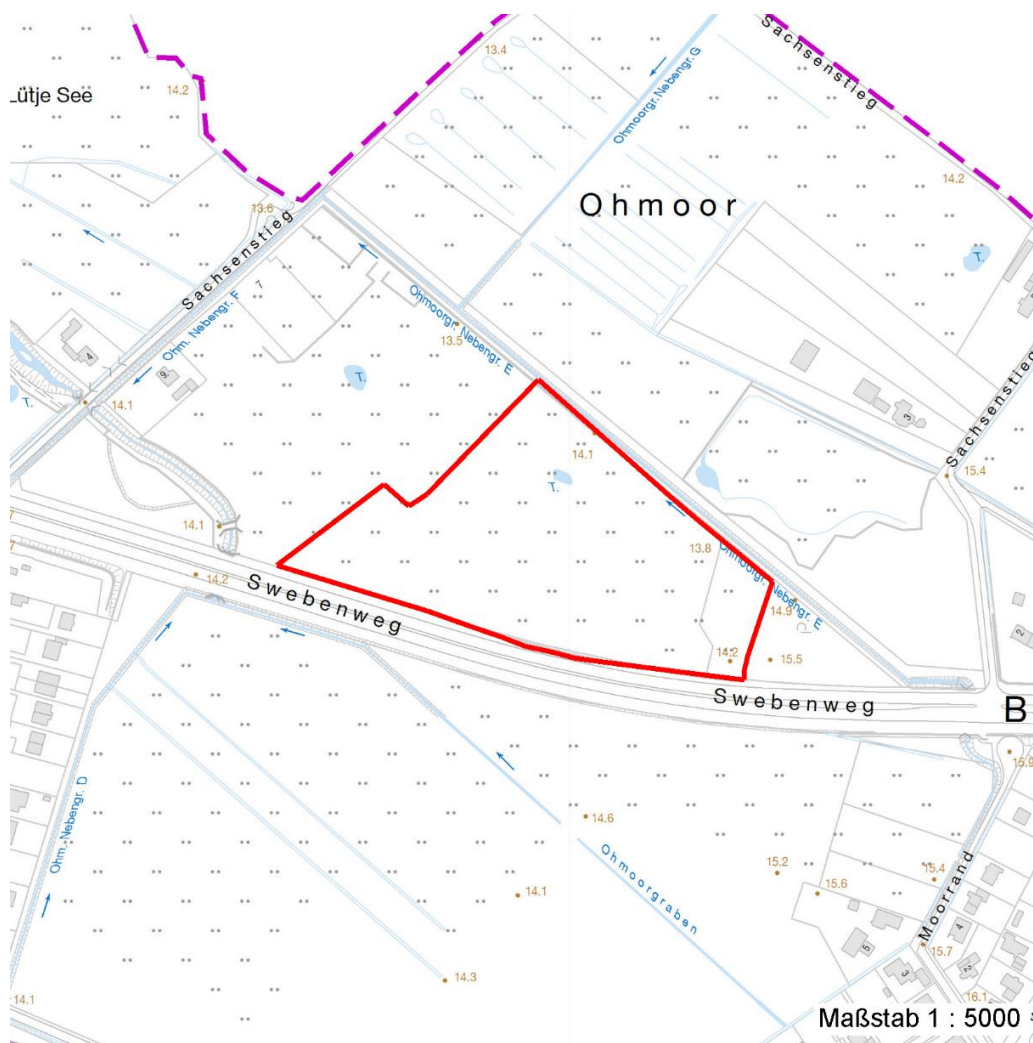 13.4
Sachsenstieg
14.2
ütje See
Ohmoorgr. Nebengr. G
14.2
Ohmoor
13.6
Sachsenstieg
T.
7
Ohm. Nebengr. F
Ohmoorgr. Nebengr. E
13.5
4
9
T.
3
T.
14.1
14.1
Sachsenstieg
15.4
T.
14.1
13.8
Ohmoorgr. Nebengr. E
14.2
Swebenweg
14.9
2
14.2
15.5
Swebenweg
B
15.9
Ohm. Nebengr. D
14.6
Ohmoorgraben
15.2
15.4
15.6
14.1
Moorrand
4
5
15.7
2
3
14.3
16.1
14.1
Maßstab 1 : 5000